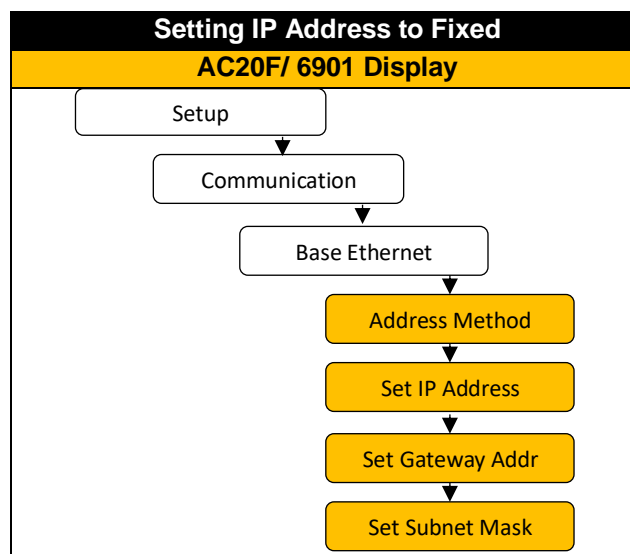 Setting IP Address to Fixed
AC20F/ 6901 Display
Setup
Communication
Base Ethernet
Address Method
Set IP Address
Set Gateway Addr
Set Subnet Mask